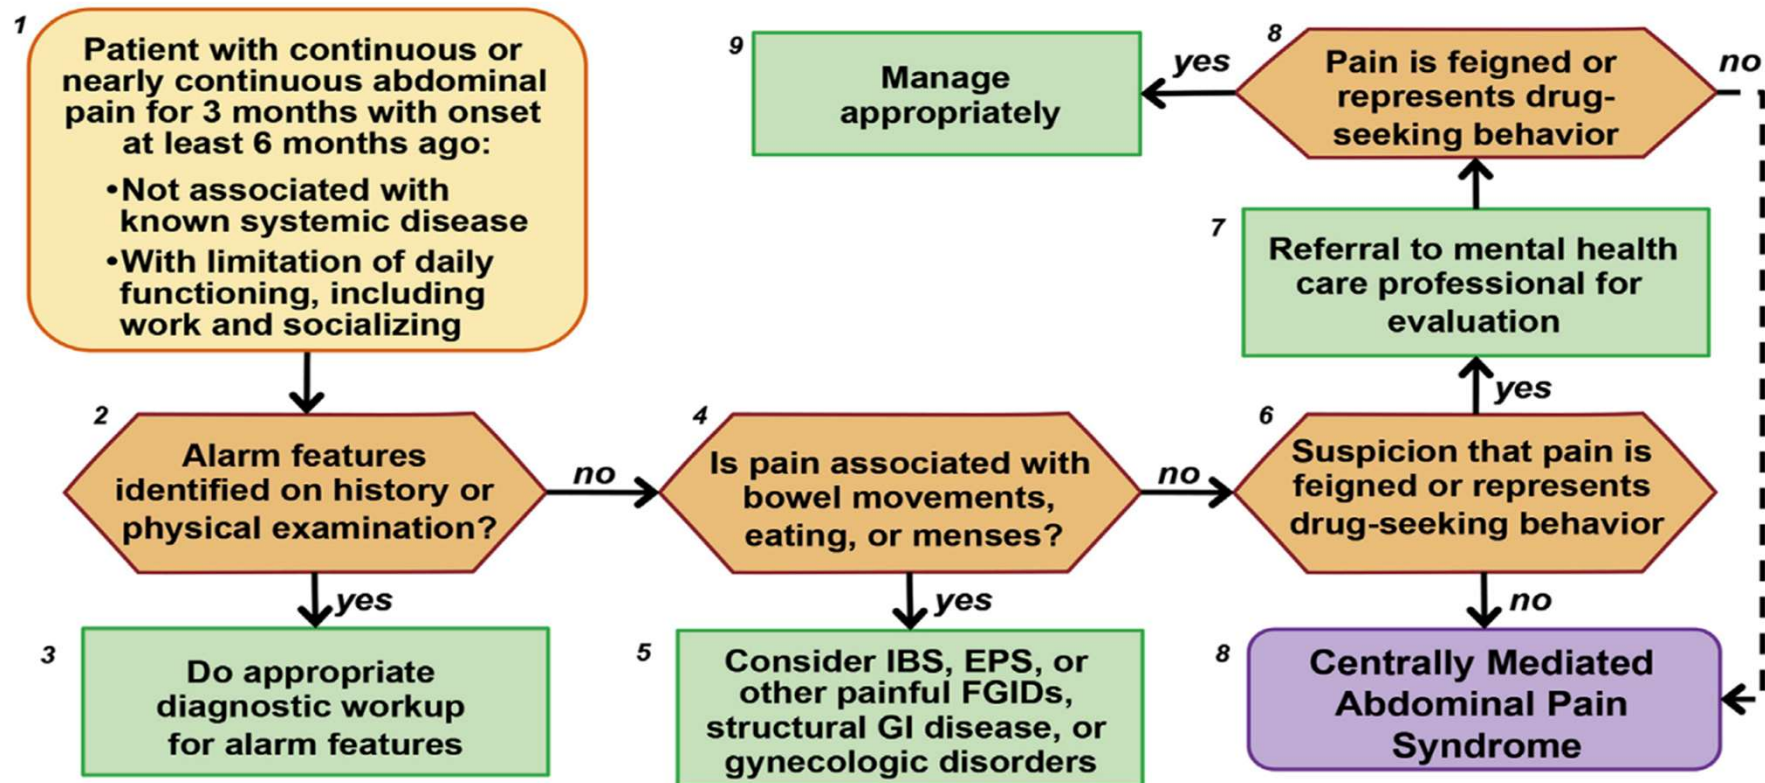 1
Patient with continuous or
nearly continuous abdominal
pain for 3 months with onset
at least 6 months ago:
•Not associated with
known systemic disease
•With limitation of daily
functioning, including
work and socializing
2
Alarm features
identified on history or
physical examination?
yes
3
Do appropriate
diagnostic workup
for alarm features
no
4
Is pain associated with
bowel movements,
eating, or menses?
yes
5
Consider IBS, EPS, or
other painful FGIDs,
structural GI disease, or
gynecologic disorders
no
6
Suspicion that pain is
feigned or represents
drug-seeking behavior
yes
7
Referral to mental health
care professional for
evaluation
8
Pain is feigned or
represents drug-
seeking behavior
yes
9
Manage
appropriately
no
no
8
Centrally Mediated
Abdominal Pain
Syndrome